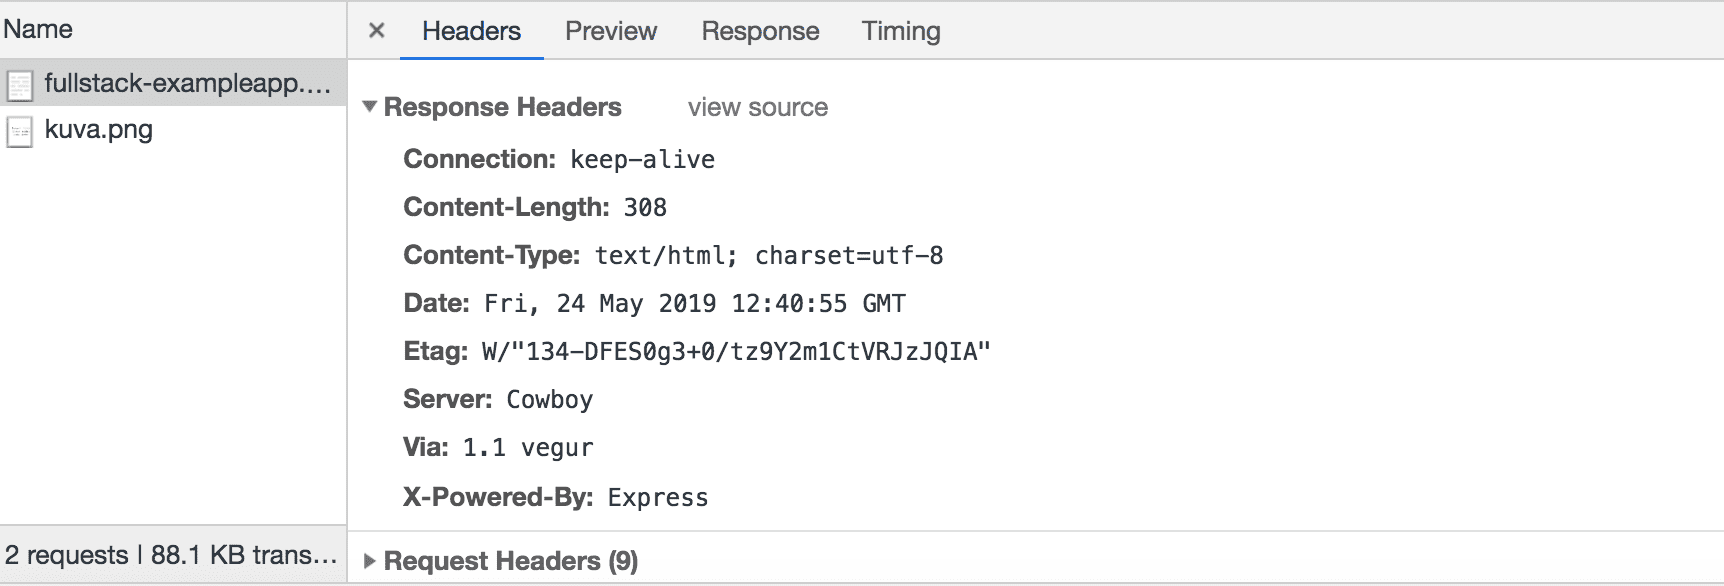 Name
× Headers Preview Response Timing
fullstack-exampleapp....
kuva.png
Response Headers view source
Connection: keep-alive
Content-Length: 308
Content-Type: text/html; charset=utf-8
Date: Fri, 24 May 2019 12:40:55 GMT
Etag: W/"134-DFES0g3+0/tz9Y2m1CtVRJzJQIA"
Server: Cowboy
Via: 1.1 vegur
X-Powered-By: Express
2 requests | 88.1 KB trans...
Request Headers (9)